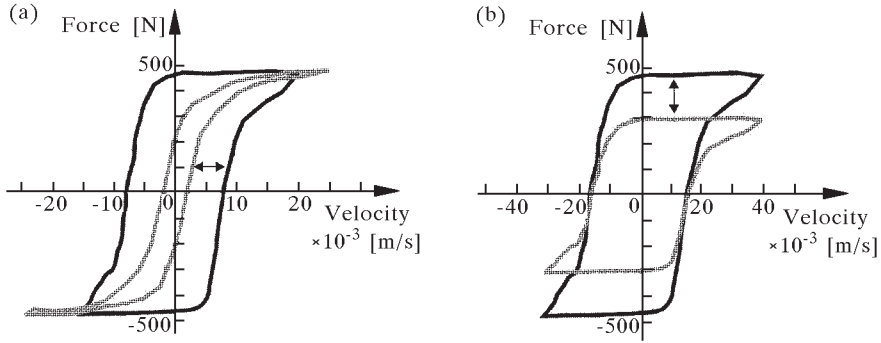 (a)
Force [N]
500
-20 -10 0 10 20
Velocity
×10-3 [m/s]
-500
(b)
Force [N]
500
-40 -20 0 20 40
Velocity
×10-3 [m/s]
-500